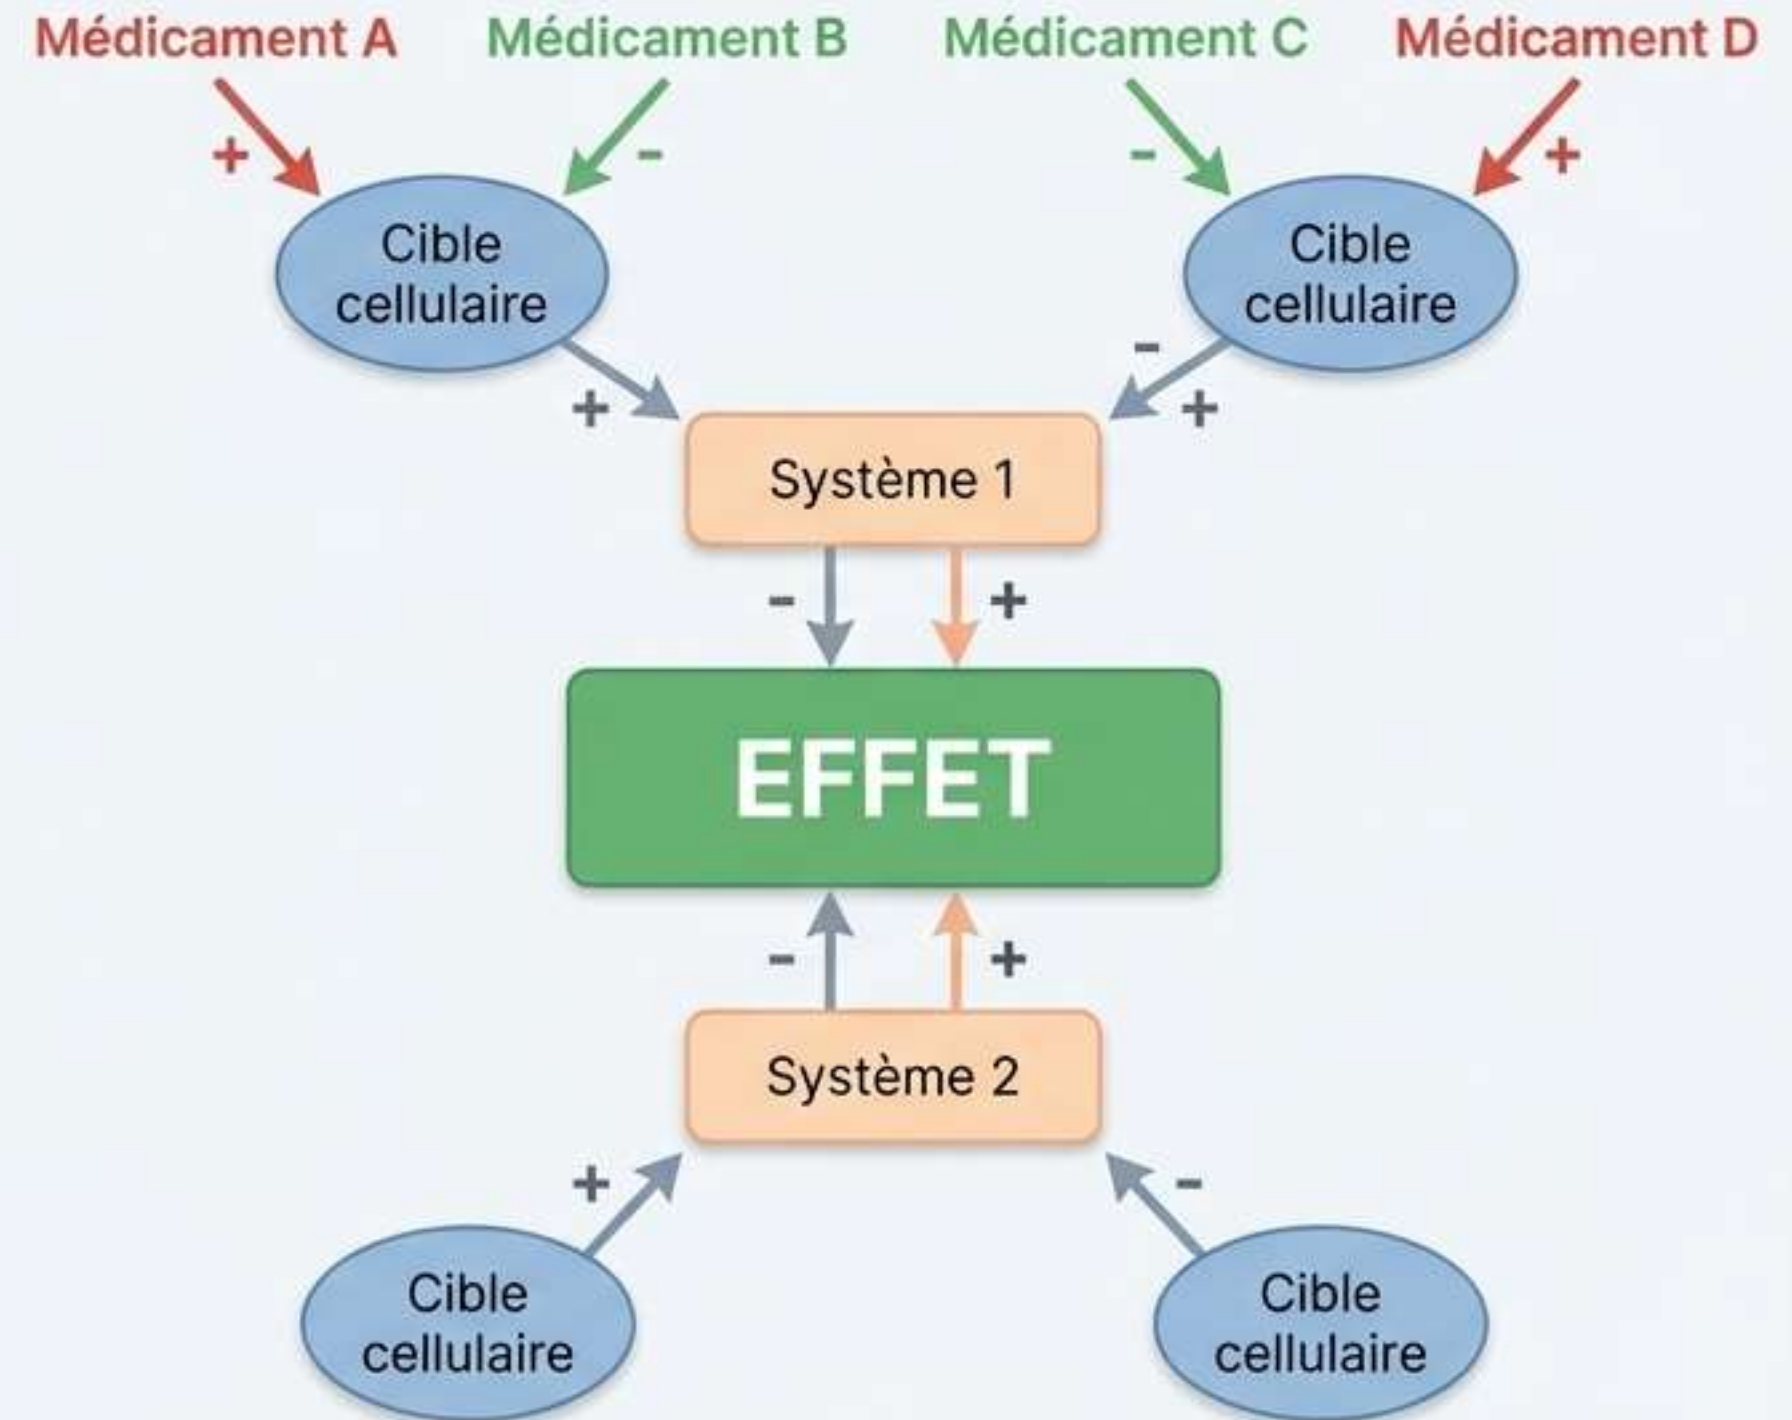 Médicament A Médicament B Médicament C Médicament D
+ - - +
Cible
cellulaire
Cible
cellulaire
+
-
+
Système 1
- +
EFFET
- +
Système 2
+ -
Cible
cellulaire
Cible
cellulaire